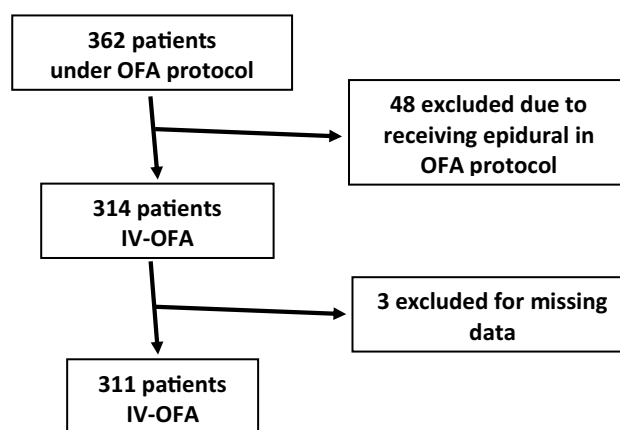 362 patients
under OFA protocol
48 excluded due to
receiving epidural in
OFA protocol
314 patients
IV-OFA
3 excluded for missing
data
311 patients
IV-OFA